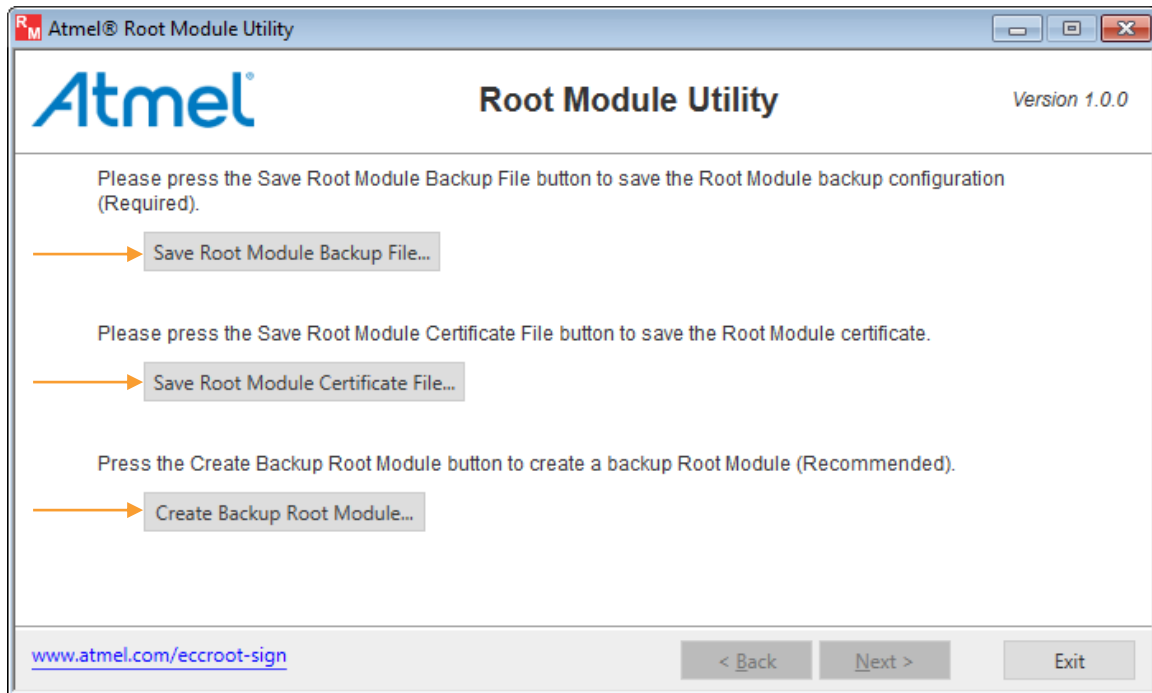 RM Atmel® Root Module Utility
Atmel® Root Module Utility Version 1.0.0
Please press the Save Root Module Backup File button to save the Root Module backup configuration
(Required).
Save Root Module Backup File...
Please press the Save Root Module Certificate File button to save the Root Module certificate.
Save Root Module Certificate File...
Press the Create Backup Root Module button to create a backup Root Module (Recommended).
Create Backup Root Module...
www.atmel.com/eccroot-sign < Back Next > Exit